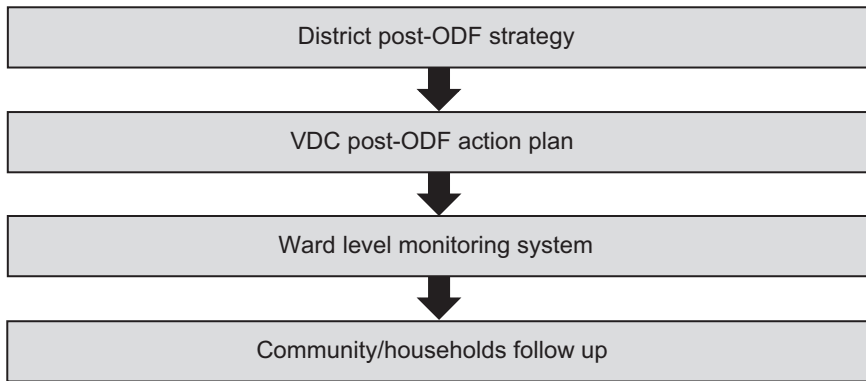 District post-ODF strategy
VDC post-ODF action plan
Ward level monitoring system
Community/households follow up